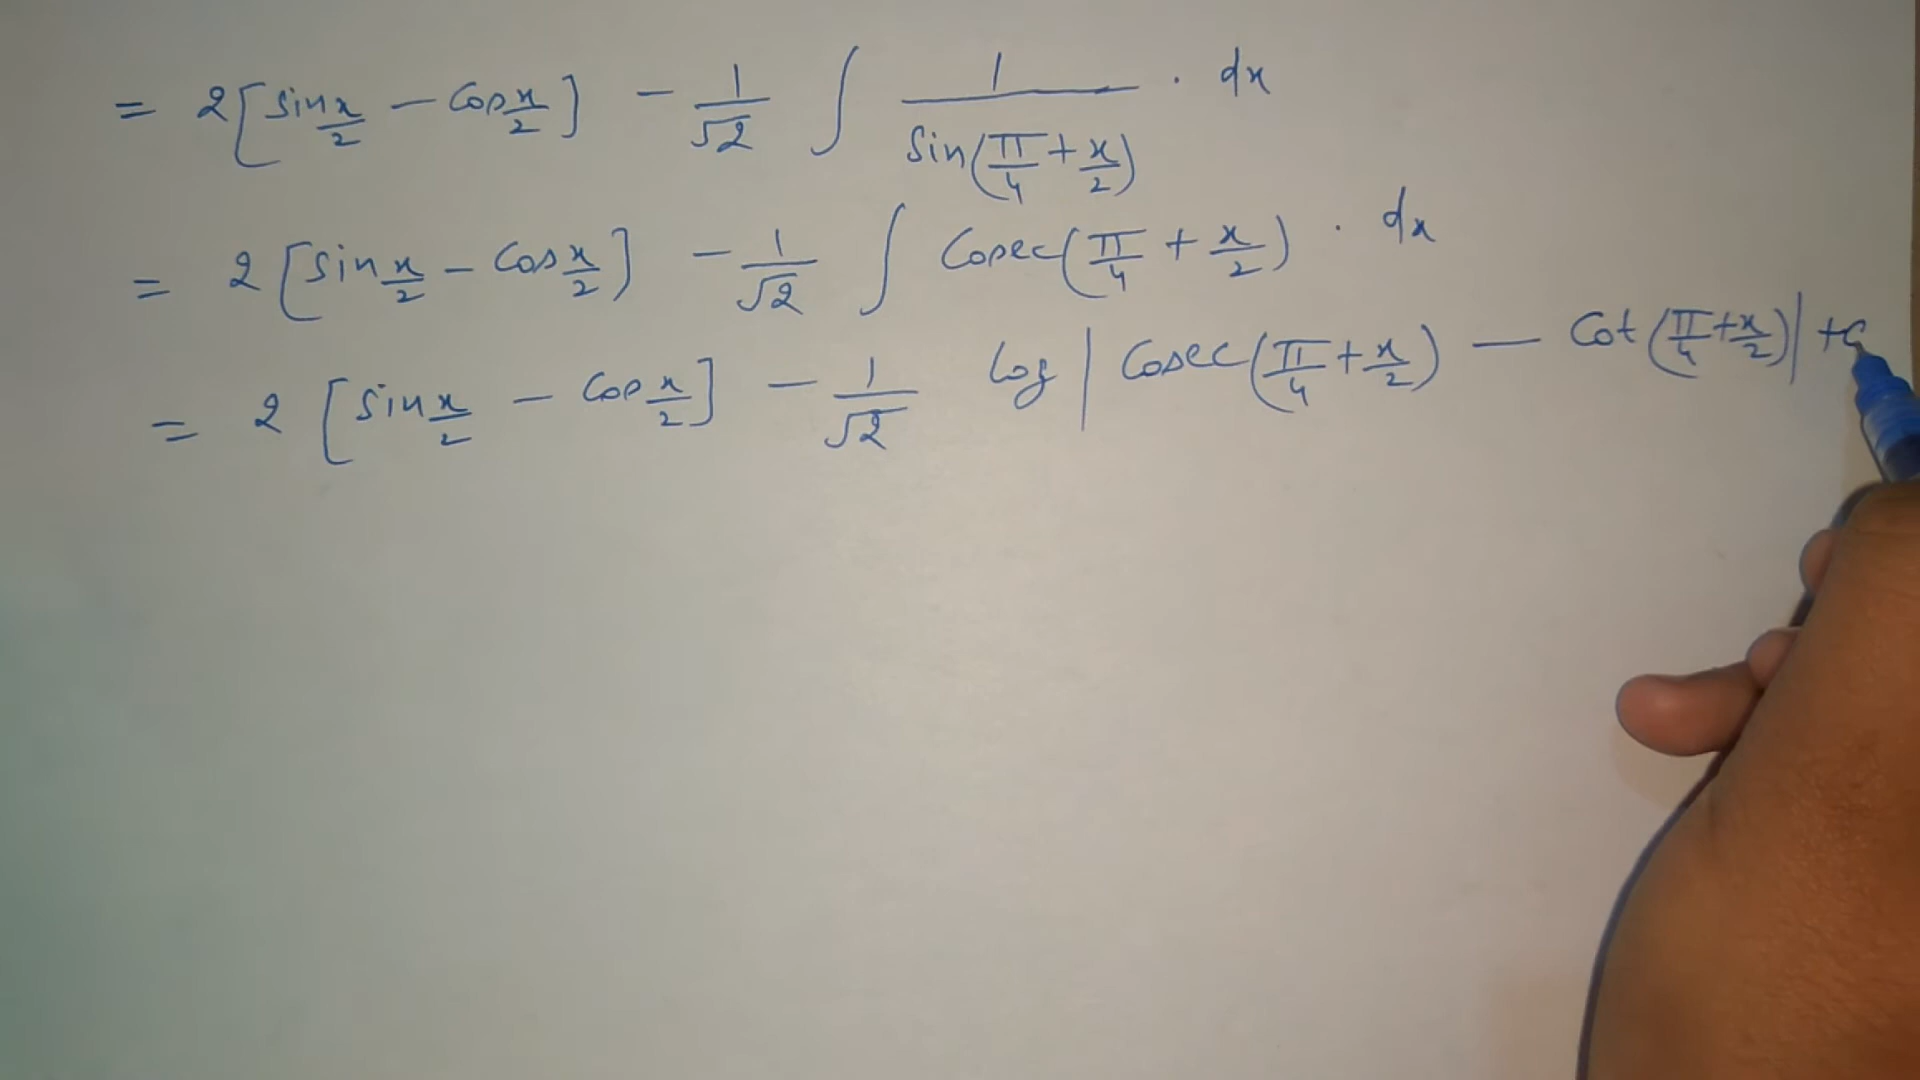 = 2[sin x/2 − Cos x/2] − 1/√2 ∫ 1/Sin(π/4 + x/2) · dx
= 2[sin x/2 − Cos x/2] − 1/√2 ∫ Cosec(π/4 + x/2) · dx
= 2[sin x/2 − Cos x/2] − 1/√2 log|Cosec(π/4 + x/2) − Cot(π/4 + x/2)| + C